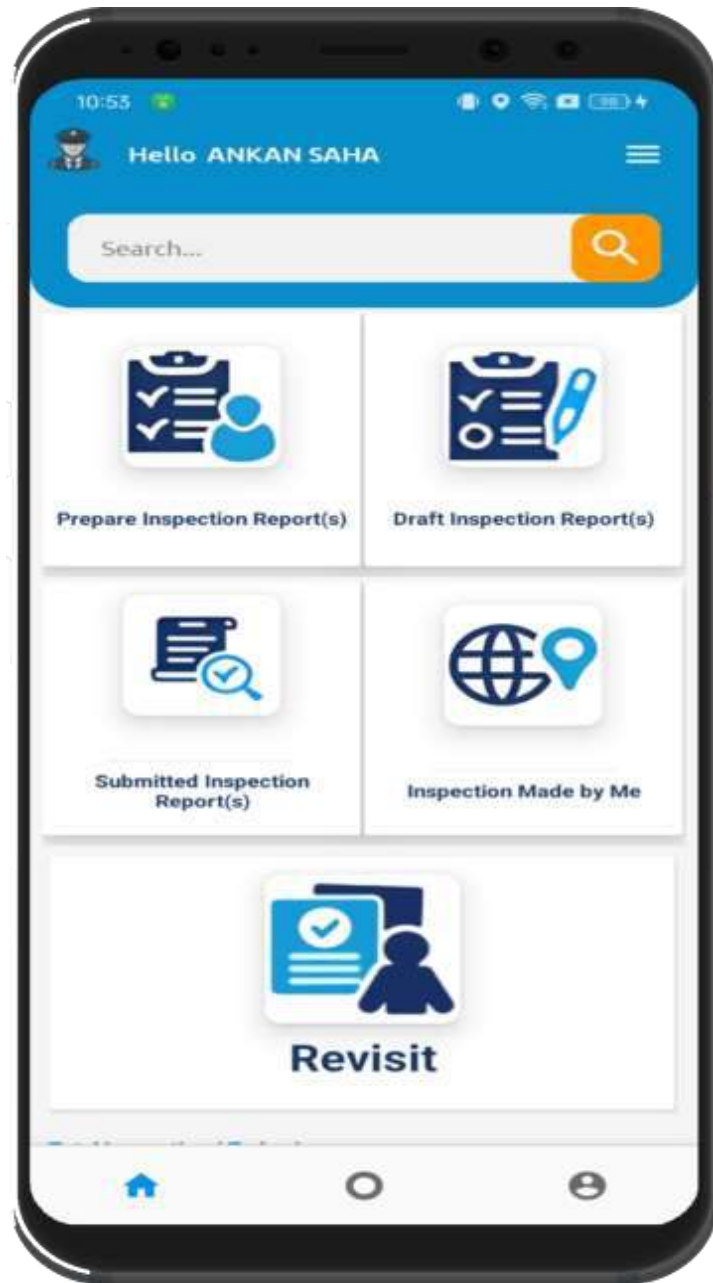 10:53
Hello ANKAN SAHA
Search...
Prepare Inspection Report(s)
Draft Inspection Report(s)
Submitted Inspection
Report(s)
Inspection Made by Me
Revisit